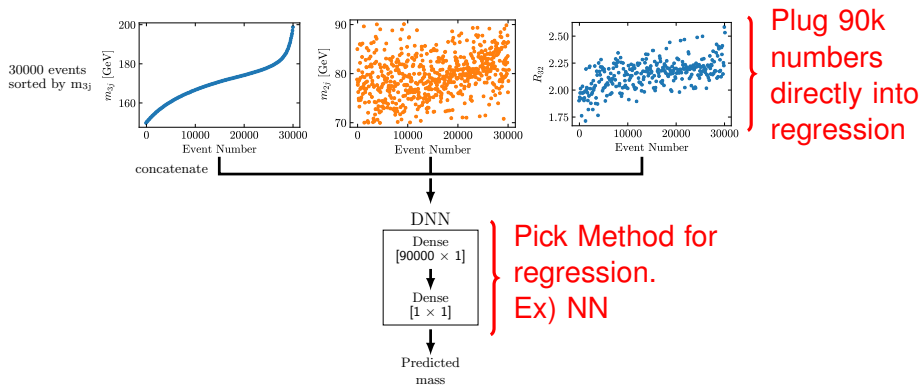 30000 events
sorted by m3j
m3j [GeV]
200
180
160
0 10000 20000 30000
Event Number
m2j [GeV]
90
85
80
75
70
0 10000 20000 30000
Event Number
R32
2.50
2.25
2.00
1.75
0 10000 20000 30000
Event Number
Plug 90k
numbers
directly into
regression
concatenate
DNN
Dense
[90000 × 1]
Dense
[1 × 1]
Pick Method for
regression.
Ex) NN
Predicted
mass